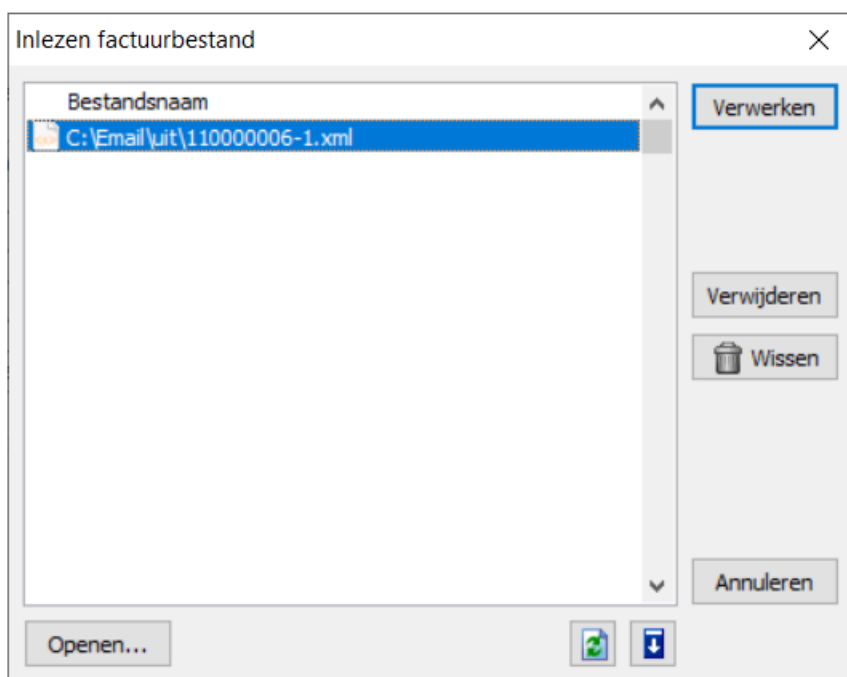 Inlezen factuurbestand
Bestandsnaam
Verwerken
C:\Email\uit\110000006-1.xml
Verwijderen
Wissen
Annuleren
Openen...